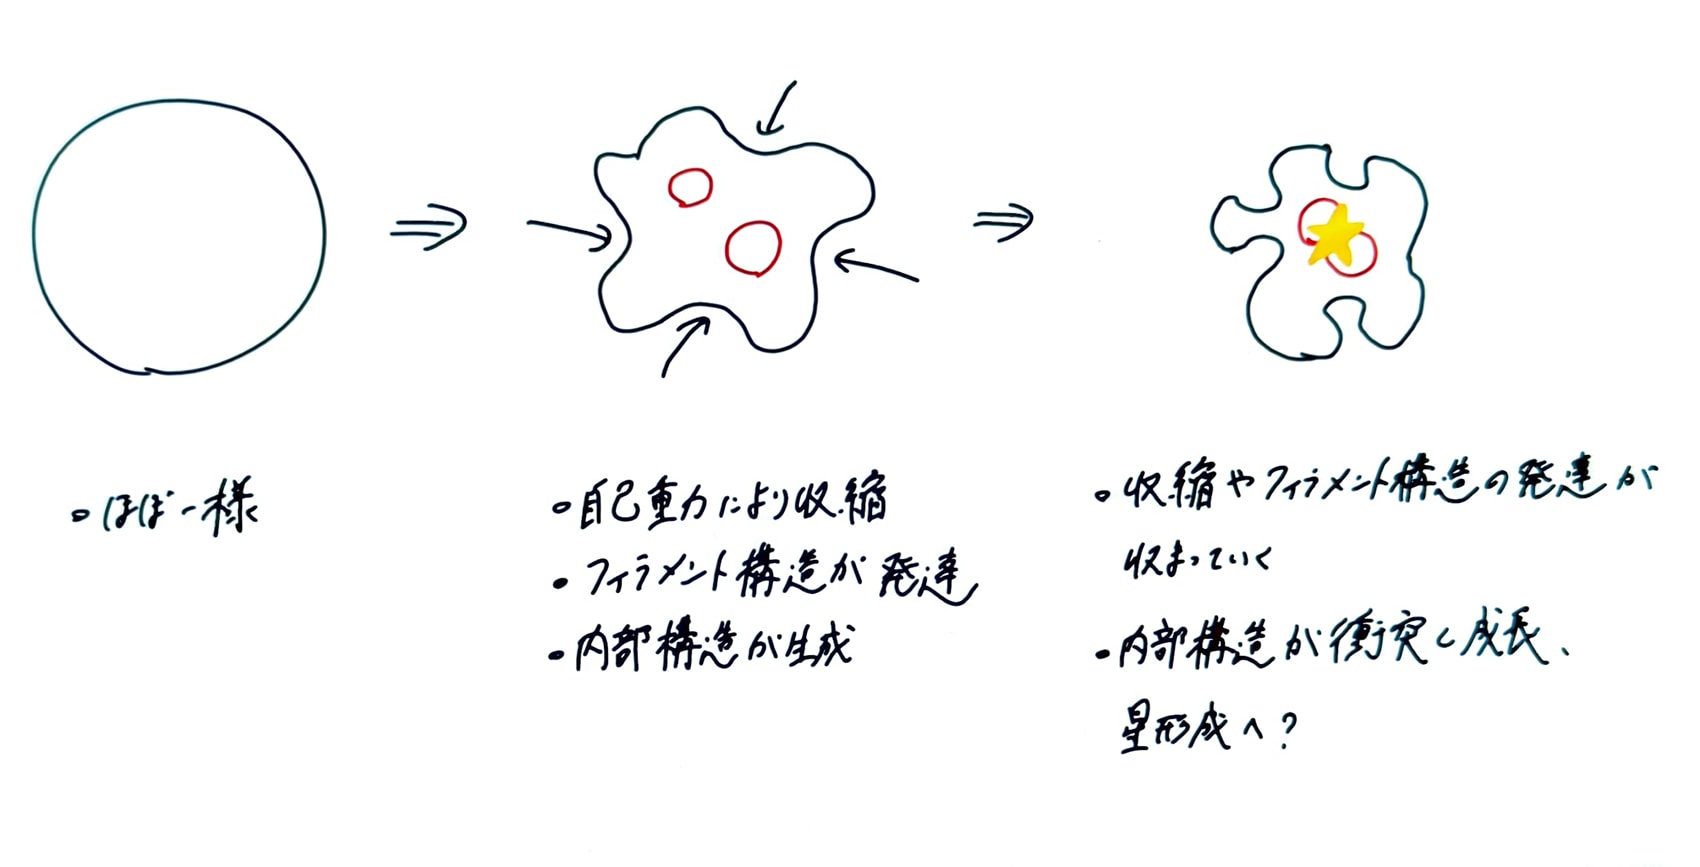 ・ほぼ一様
・自己重力により収縮
・フィラメント構造が発達
・内部構造が生成
・収縮やフィラメント構造の発達が
収まっていく
・内部構造が衝突し成長、
星形成へ?